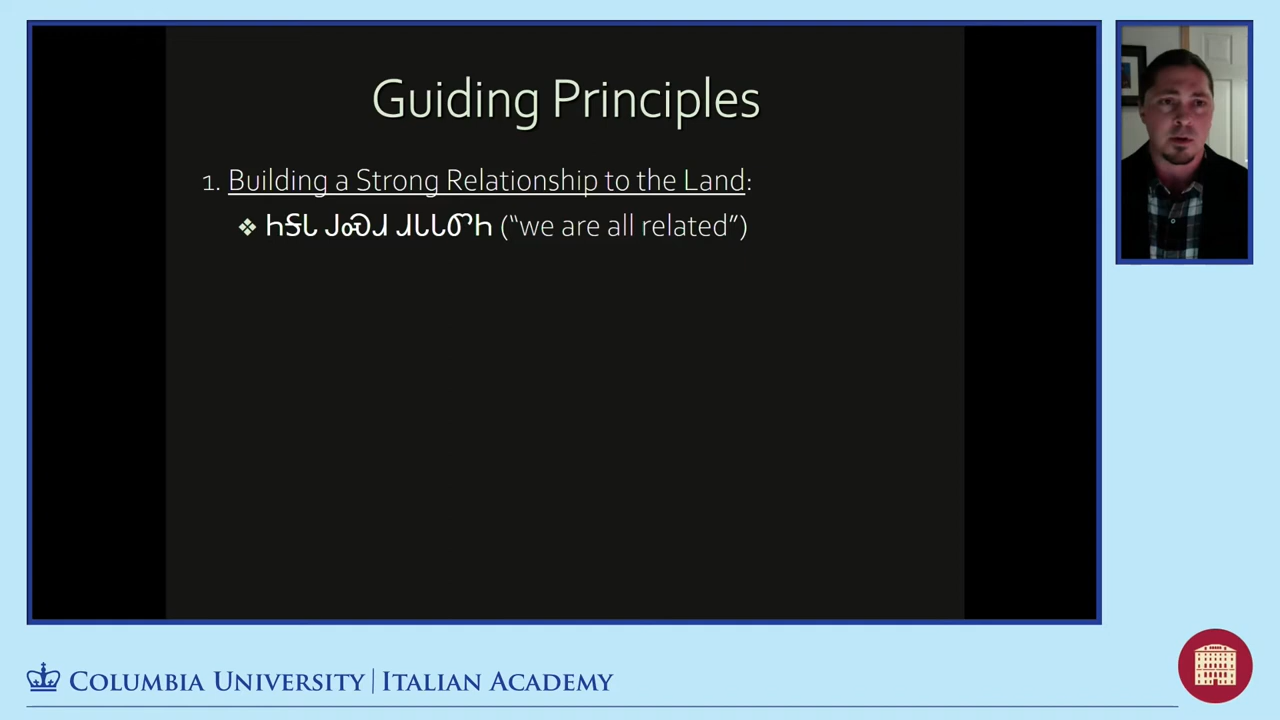 Guiding Principles
1. Building a Strong Relationship to the Land:
❖ ᏂᎦᏓ ᎫᏍᏗ ᏗᏓᏓᏛᏂ (“we are all related”)
COLUMBIA UNIVERSITY | ITALIAN ACADEMY